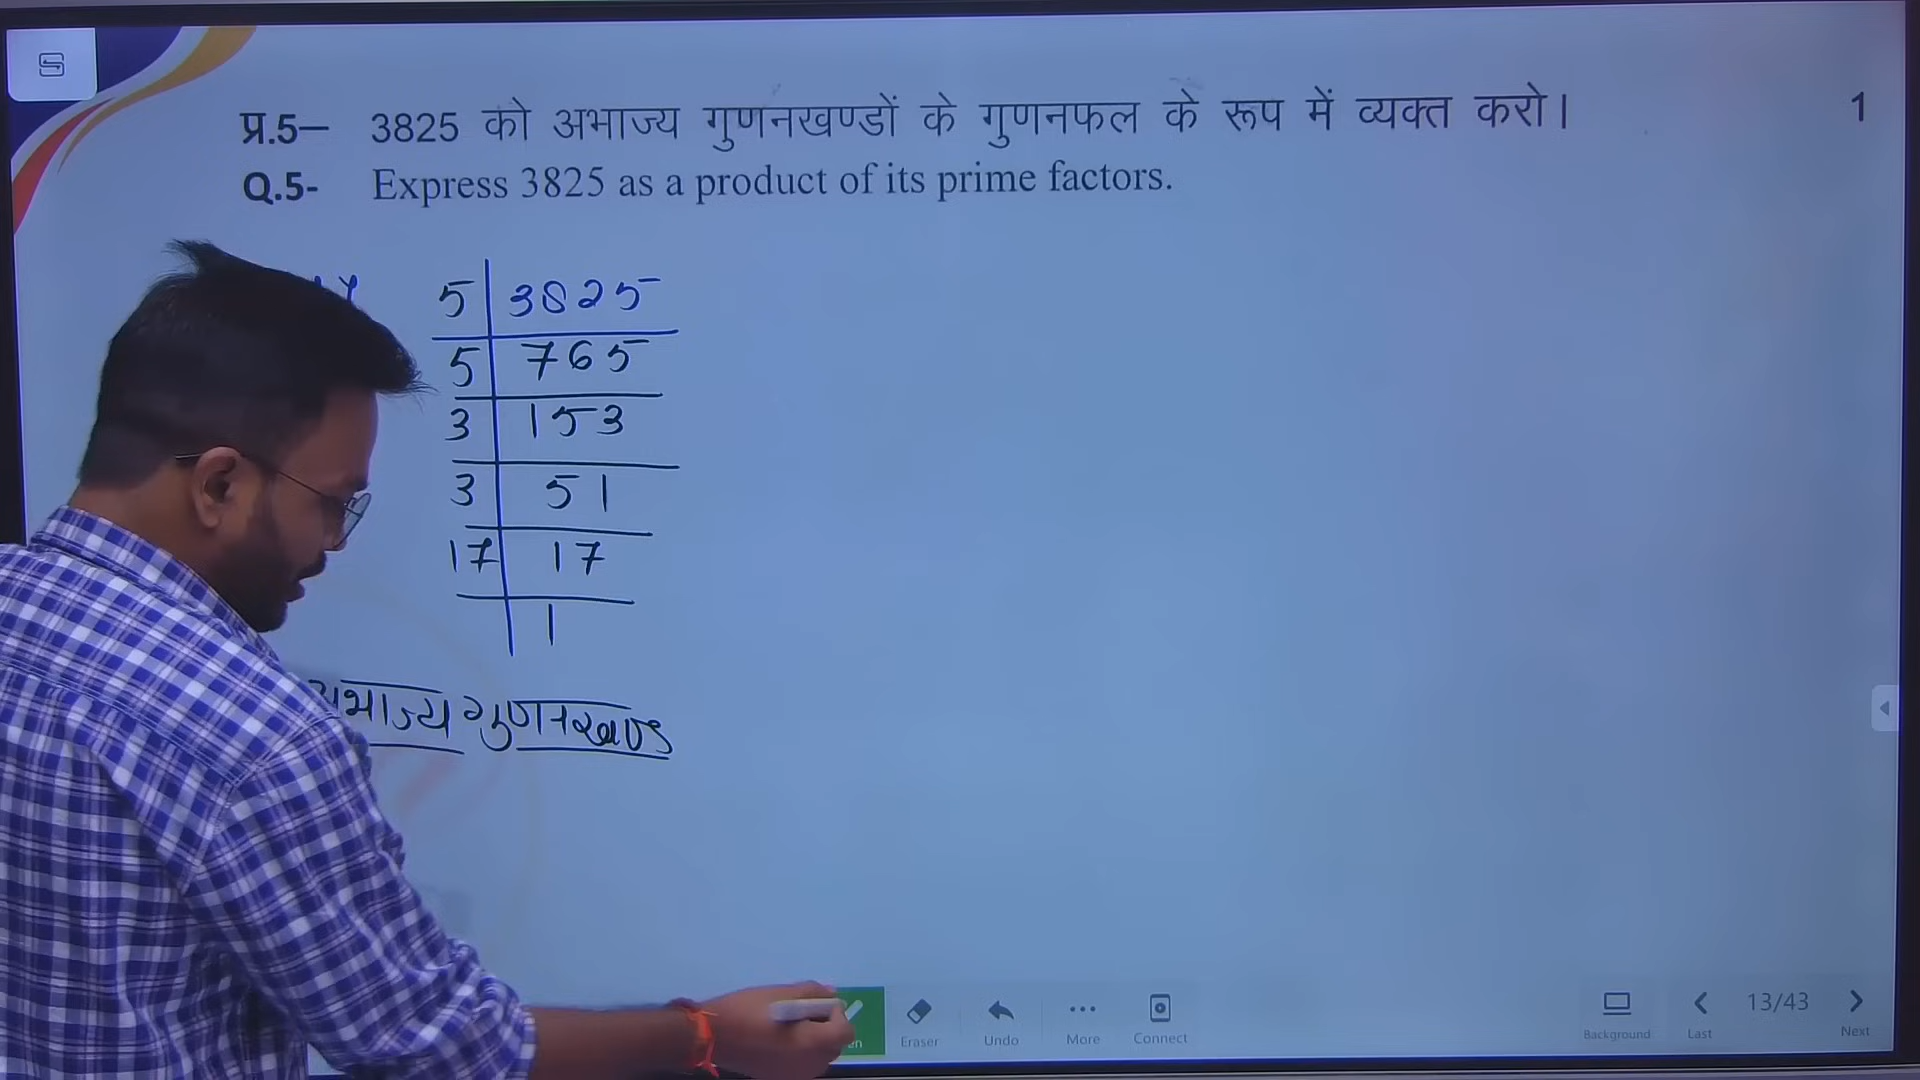 प्र.5– 3825 को अभाज्य गुणनखण्डों के गुणनफल के रूप में व्यक्त करो। 1
Q.5- Express 3825 as a product of its prime factors.
5 3825
5 765
3 153
3 51
17 17
1
गुणनखण्ड
Eraser Undo More Connect
Background Last 13/43 Next